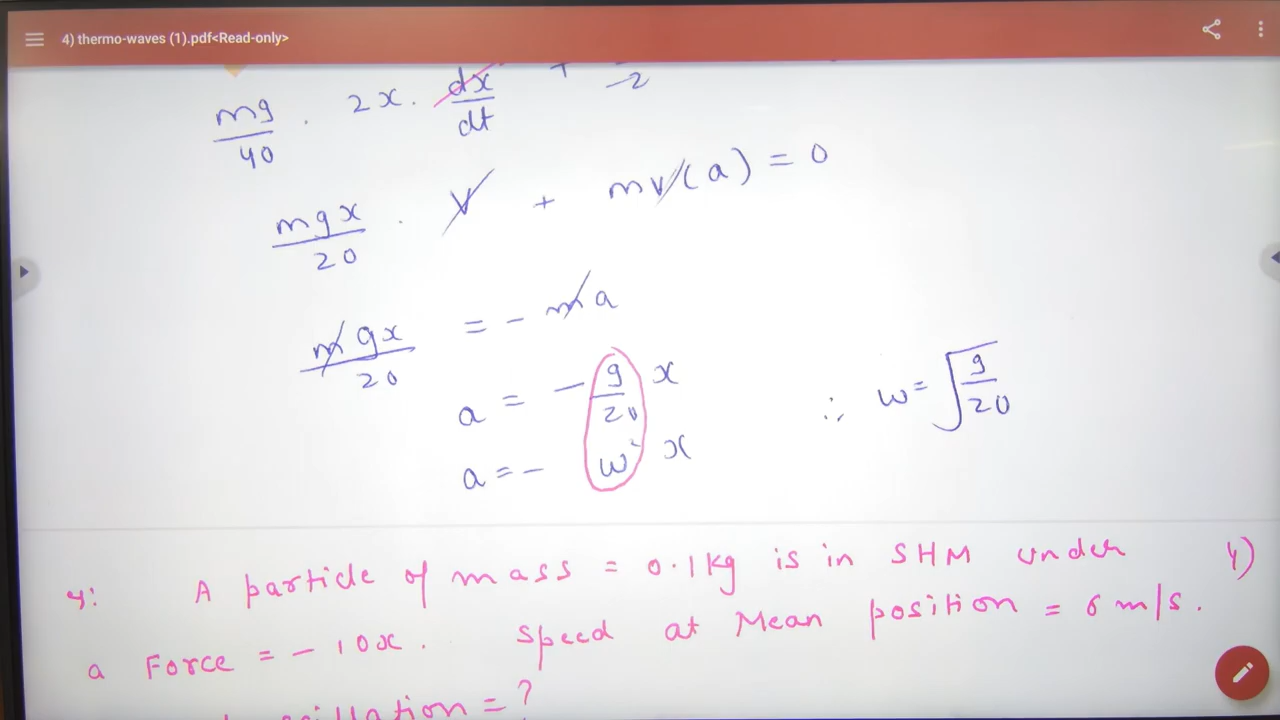 4) thermo-waves (1).pdf<Read-only>
mg/40 . 2x . dx/dt + 2
mgx/20 . V + mv(a) = 0
mgx/20 = - ma
a = - g/20 x
a = - ω² x
∴ ω = √(g/20)
4: A particle of mass = 0.1kg is in SHM under 4)
a Force = - 10x. Speed at Mean position = 6 m/s.
= ?